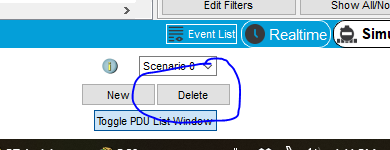 Edit Filters Show All/No
Event List Realtime Simu
Scenario 0
New Delete
Toggle PDU List Window